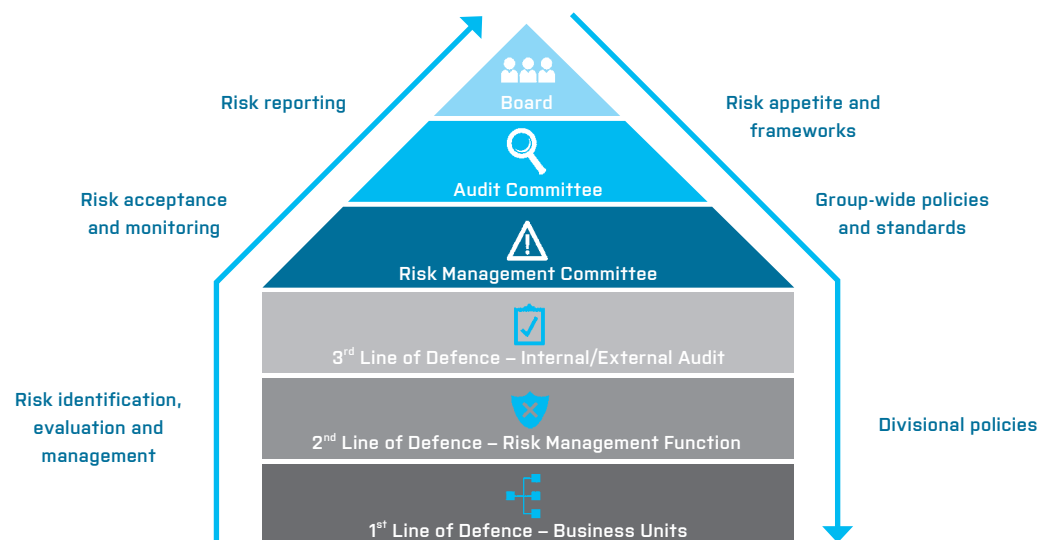 Risk reporting
Risk acceptance
and monitoring
Risk identification,
evaluation and
management
Board
Audit Committee
Risk Management Committee
3rd Line of Defence – Internal/External Audit
2nd Line of Defence – Risk Management Function
1st Line of Defence – Business Units
Risk appetite and
frameworks
Group-wide policies
and standards
Divisional policies